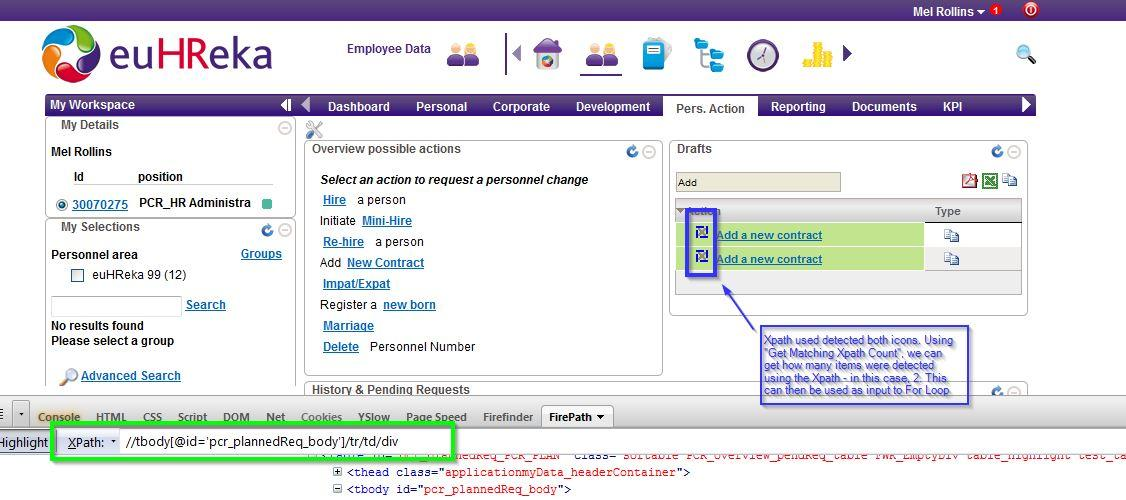 Mel Rollins 1
euHReka
Employee Data
My Workspace
Dashboard Personal Corporate Development Pers. Action Reporting Documents KPI
My Details
Mel Rollins
Id position
30070275 PCR_HR Administra
My Selections
Personnel area Groups
euHReka 99 (12)
Search
No results found
Please select a group
Advanced Search
Overview possible actions
Select an action to request a personnel change
Hire a person
Initiate Mini-Hire
Re-hire a person
Add New Contract
Impat/Expat
Register a new born
Marriage
Delete Personnel Number
History & Pending Requests
Drafts
Add
Action Type
Add a new contract
Add a new contract
Xpath used detected both icons. Using
"Get Matching Xpath Count", we can
get how many items were detected
using the Xpath - in this case, 2. This
can then be used as input to For Loop
Console HTML CSS Script DOM Net Cookies YSlow Page Speed Firefinder FirePath
Highlight XPath: //tbody[@id='pcr_plannedReq_body']/tr/td/div
<thead class="applicationmyData_headerContainer">
<tbody id="pcr_plannedReq_body">